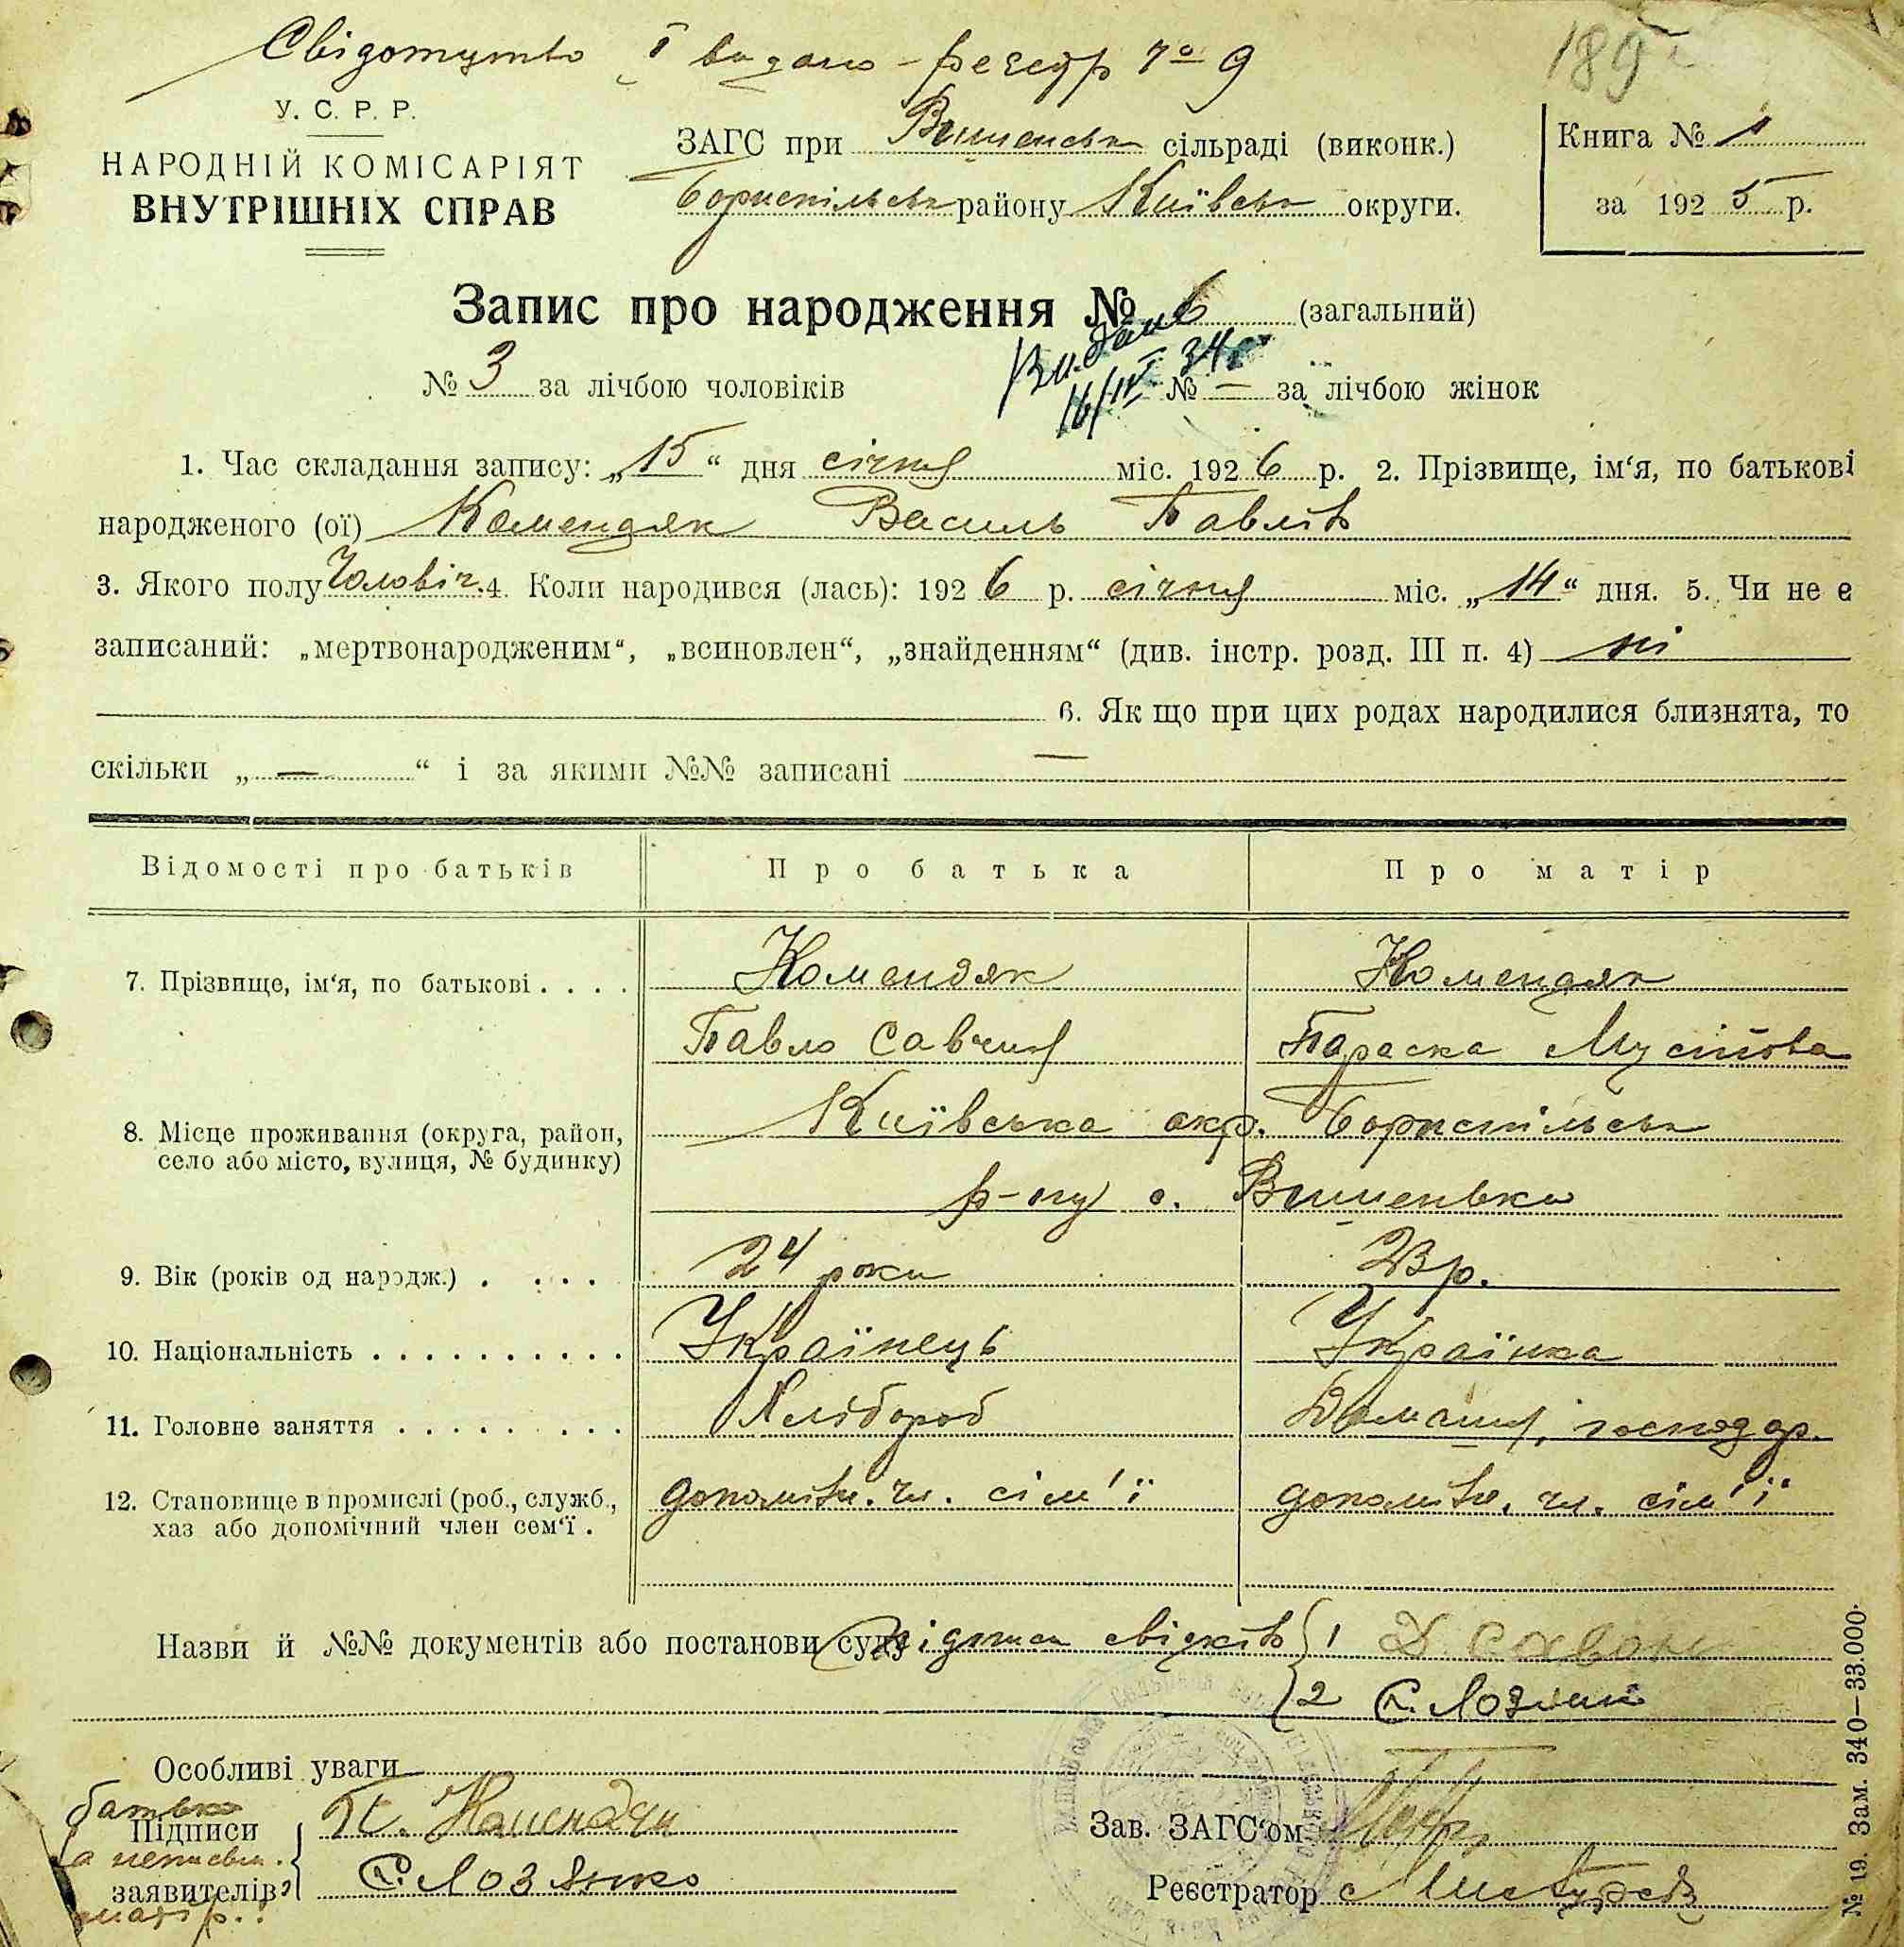 Свідотцтво І видано - реєстр № 9
189
У. С. Р. Р.
НАРОДНІЙ КОМІСАРІЯТ
ВНУТРІШНІХ СПРАВ
ЗАГС при Вишенськ сільраді (виконк.)
Бориспільськ району Київськ округи.
Книга № 1
за 1925 р.
Запис про народження № 6 (загальний)
Видано
16/IV 34
№ 3 за лічбою чоловіків № — за лічбою жінок
1. Час складання запису: „15“ дня січня міс. 1926 р. 2. Прізвище, ім‘я, по батькові
народженого (ої) Комендяк Василь Павлів
3. Якого полу Чоловіч. 4. Коли народився (лась): 1926 р. січня міс. „14“ дня. 5. Чи не є
записаний: „мертвонародженим“, „всиновлен“, „знайденням“ (див. інстр. розд. III п. 4) ні
6. Як що при цих родах народилися близнята, то
скільки „—“ і за якими №№ записані —
Відомості про батьків Про батька Про матір
7. Прізвище, ім‘я, по батькові . . . . Комендяк Комендяк
Павло Савчин Параска Мусіїова
8. Місце проживання (округа, район, Київська окр. Бориспільськ
село або місто, вулиця, № будинку) р-ну с. Вишеньки
9. Вік (років од народж.) . . . . 24 роки 23 р.
10. Національність . . . . . . . . . . Українець Українка
11. Головне заняття . . . . . . . . . Хлібороб Домашн, господар.
12. Становище в промислі (роб., служб., допоміжн. чл. сім'ї допоміжн. чл. сім'ї
хаз або допомічний член сем‘ї .
Назви й №№ документів або постанови суду підписи свідків 1 Д
2 С. Лозянко
Особливі уваги
батько
Підписи П. Комендяк Зав. ЗАГС‘ом
а неписьм.
заявителів С. Лозянко Реєстратор
матір.
№ 19. Зам. 340—33.000.